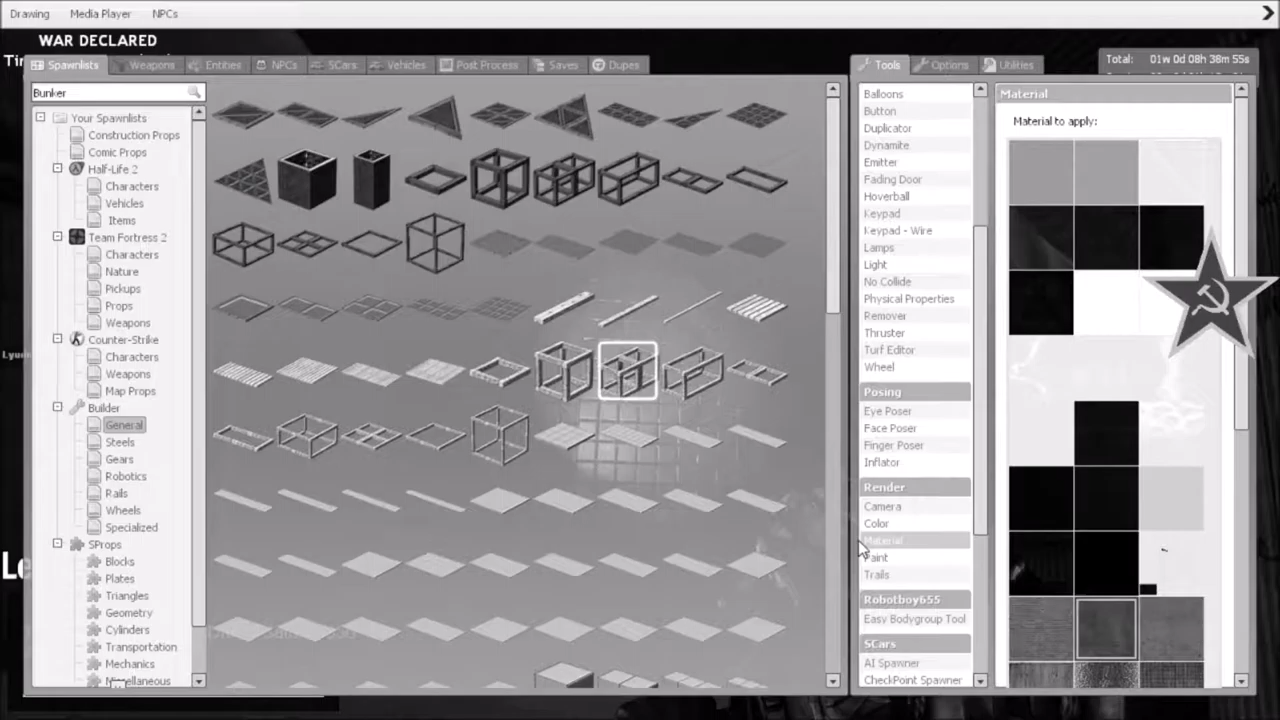 Drawing Media Player NPCs
WAR DECLARED
Total: 01w 0d 08h 38m 55s
Spawnlists Weapons Entities NPCs SCars Vehicles Post Process Saves Dupes
Tools Options Utilities
Bunker
Your Spawnlists
Construction Props
Comic Props
Half-Life 2
Characters
Vehicles
Items
Team Fortress 2
Characters
Nature
Pickups
Props
Weapons
Counter-Strike
Characters
Weapons
Map Props
Builder
General
Steels
Gears
Robotics
Rails
Wheels
Specialized
SProps
Blocks
Plates
Triangles
Geometry
Cylinders
Transportation
Mechanics
Miscellaneous
Balloons
Button
Duplicator
Dynamite
Emitter
Fading Door
Hoverball
Keypad
Keypad - Wire
Lamps
Light
No Collide
Physical Properties
Remover
Thruster
Turf Editor
Wheel
Posing
Eye Poser
Face Poser
Finger Poser
Inflator
Render
Camera
Color
Material
Paint
Trails
Robotboy655
Easy Bodygroup Tool
SCars
AI Spawner
CheckPoint Spawner
Material
Material to apply: